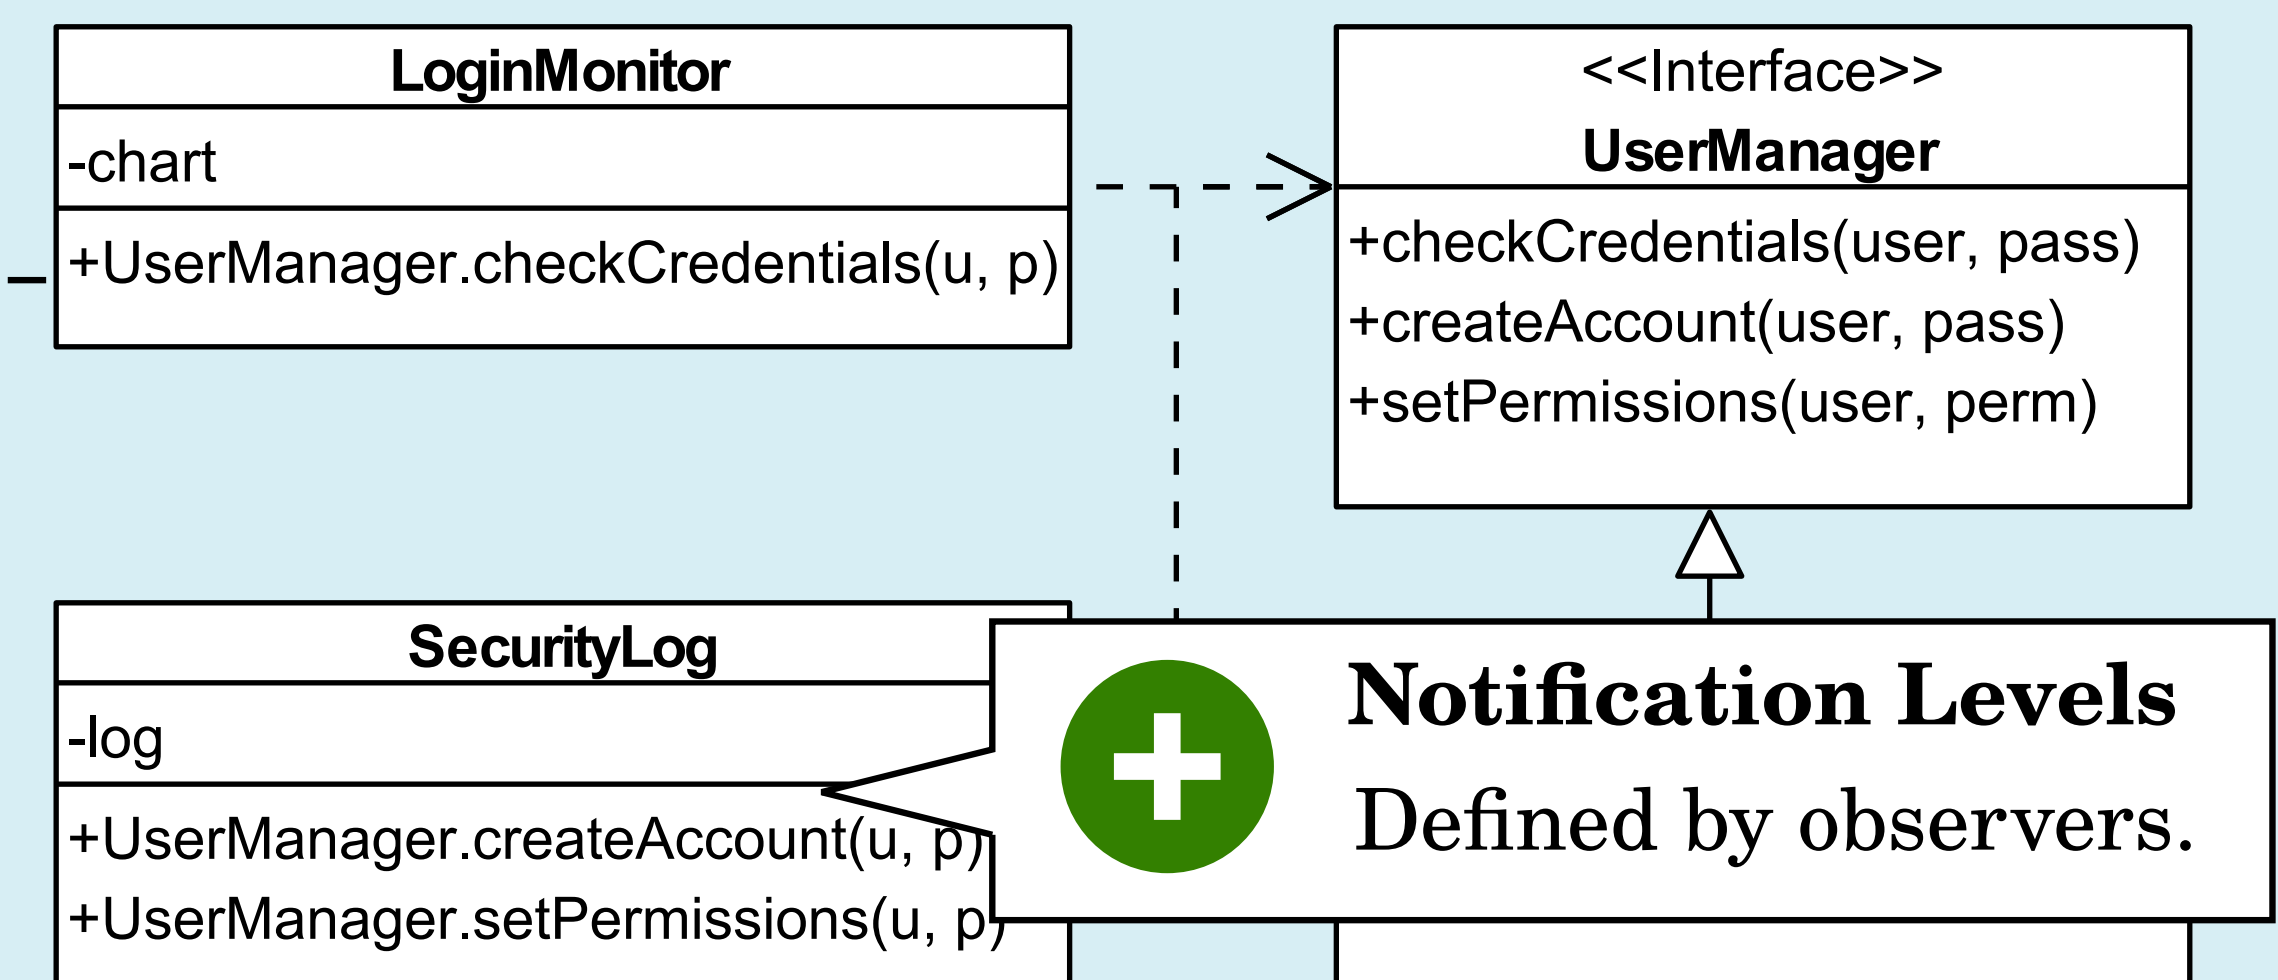 LoginMonitor
-chart
+UserManager.checkCredentials(u, p)
<<Interface>>
UserManager
+checkCredentials(user, pass)
+createAccount(user, pass)
+setPermissions(user, perm)
SecurityLog
-log
+UserManager.createAccount(u, p)
+UserManager.setPermissions(u, p)
Notification Levels
Defined by observers.